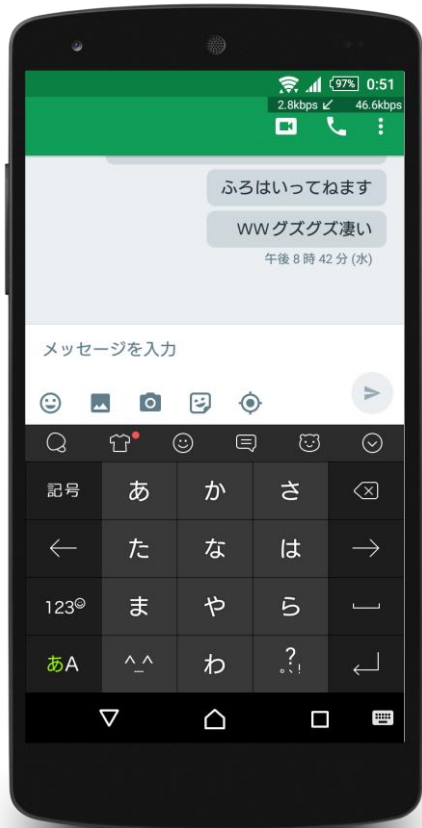 97% 0:51
2.8kbps 46.6kbps
ふろはいってねます
wwグズグズ凄い
午後 8 時 42 分 (水)
メッセージを入力
記号 あ か さ
← た な は →
123 ま や ら
あA ^_^ わ 。、?!